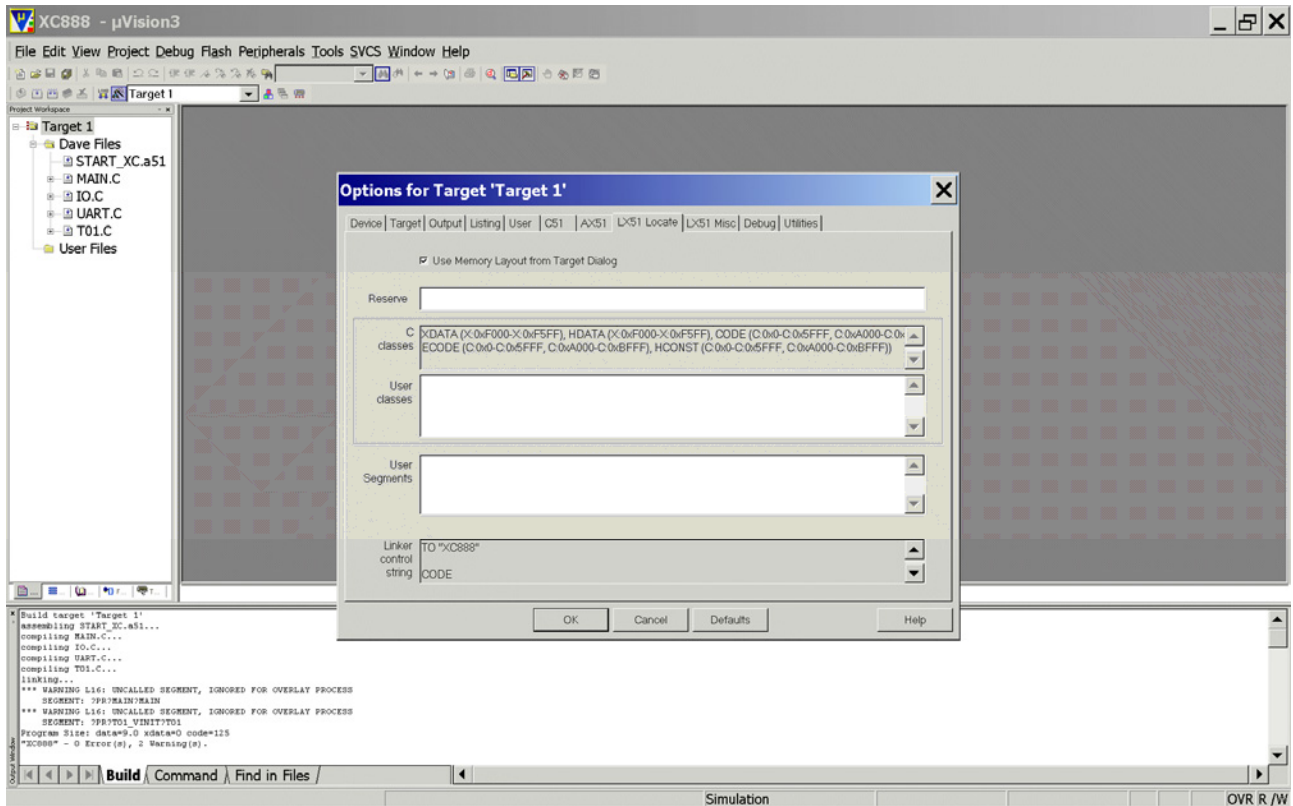 XC888 - µVision3
File Edit View Project Debug Flash Peripherals Tools SVCS Window Help
Target 1
Project Workspace
Target 1
Dave Files
START_XC.a51
MAIN.C
IO.C
UART.C
T01.C
User Files
Options for Target 'Target 1'
Device Target Output Listing User C51 AX51 LX51 Locate LX51 Misc Debug Utilities
Use Memory Layout from Target Dialog
Reserve
C classes
XDATA (X:0xF000-X:0xF5FF), HDATA (X:0xF000-X:0xF5FF), CODE (C:0x0-C:0x5FFF, C:0xA000-C:0x
ECODE (C:0x0-C:0x5FFF, C:0xA000-C:0xBFFF), HCONST (C:0x0-C:0x5FFF, C:0xA000-C:0xBFFF))
User classes
User Segments
Linker control string
TO "XC888"
CODE
OK Cancel Defaults Help
Build target 'Target 1'
assembling START_XC.a51...
compiling MAIN.C...
compiling IO.C...
compiling UART.C...
compiling T01.C...
linking...
*** WARNING L16: UNCALLED SEGMENT, IGNORED FOR OVERLAY PROCESS
SEGMENT: ?PR?MAIN?MAIN
*** WARNING L16: UNCALLED SEGMENT, IGNORED FOR OVERLAY PROCESS
SEGMENT: ?PR?T01_VINIT?T01
Program Size: data=9.0 xdata=0 code=125
"XC888" - 0 Error(s), 2 Warning(s).
Output Window
Build Command Find in Files
Simulation
OVR R /W